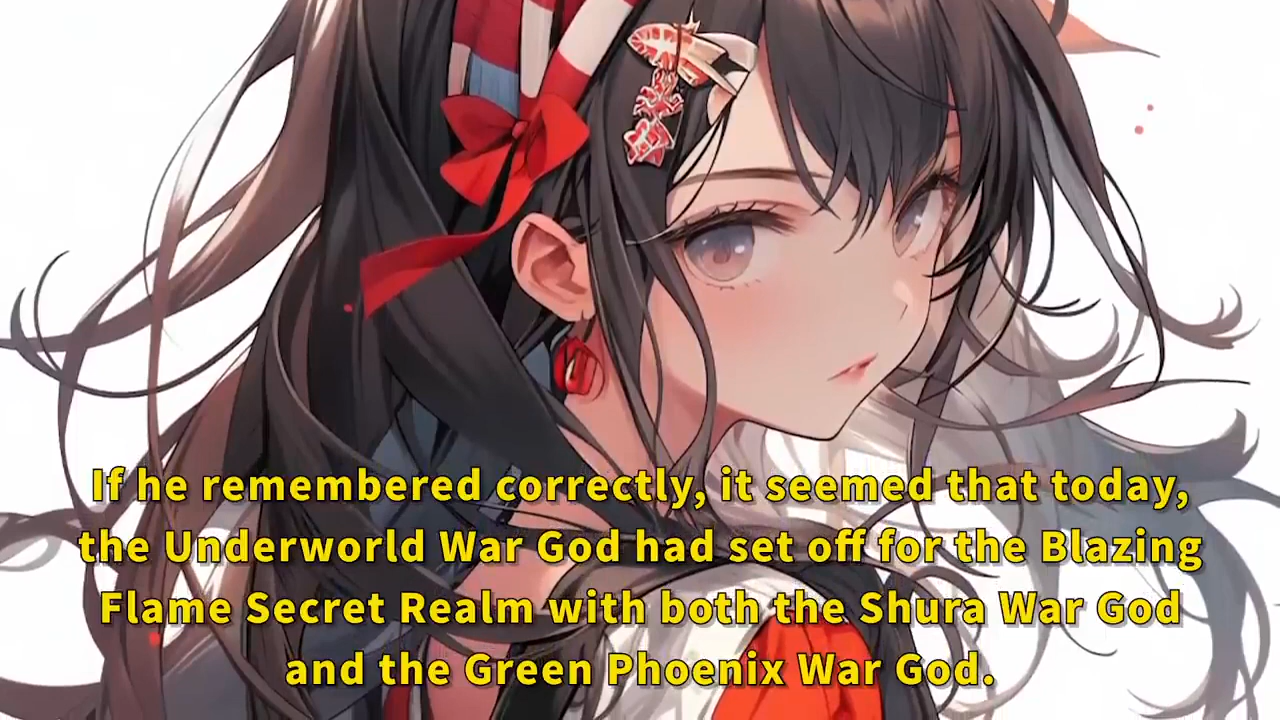 If he remembered correctly, it seemed that today,
the Underworld War God had set off for the Blazing
Flame Secret Realm with both the Shura War God
and the Green Phoenix War God.